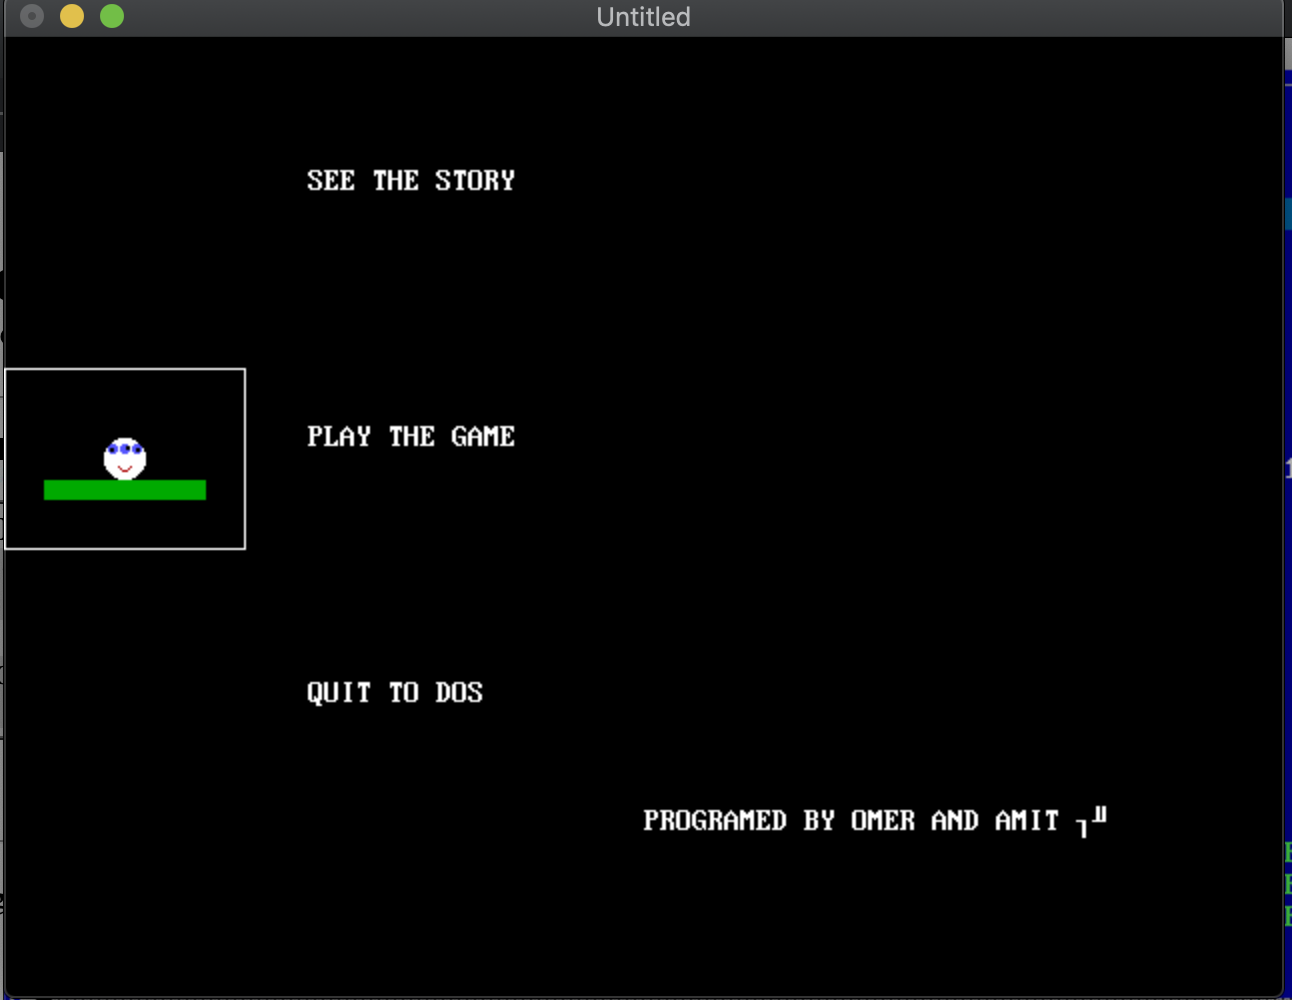 Untitled
SEE THE STORY
PLAY THE GAME
QUIT TO DOS
PROGRAMED BY OMER AND AMIT ┐╜